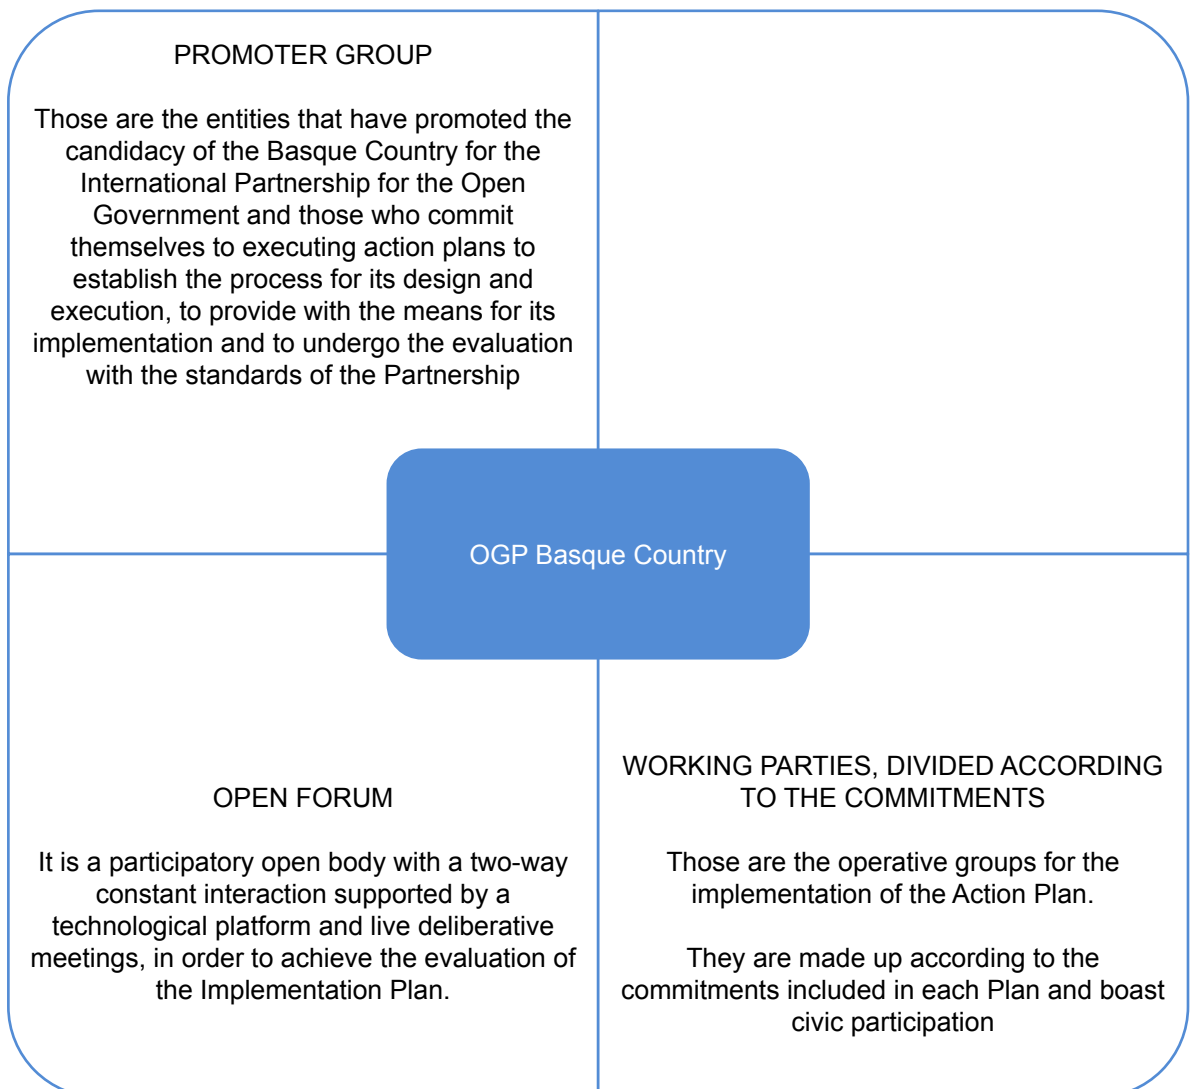 PROMOTER GROUP
Those are the entities that have promoted the
candidacy of the Basque Country for the
International Partnership for the Open
Government and those who commit
themselves to executing action plans to
establish the process for its design and
execution, to provide with the means for its
implementation and to undergo the evaluation
with the standards of the Partnership
OGP Basque Country
OPEN FORUM
It is a participatory open body with a two-way
constant interaction supported by a
technological platform and live deliberative
meetings, in order to achieve the evaluation of
the Implementation Plan.
WORKING PARTIES, DIVIDED ACCORDING
TO THE COMMITMENTS
Those are the operative groups for the
implementation of the Action Plan.
They are made up according to the
commitments included in each Plan and boast
civic participation